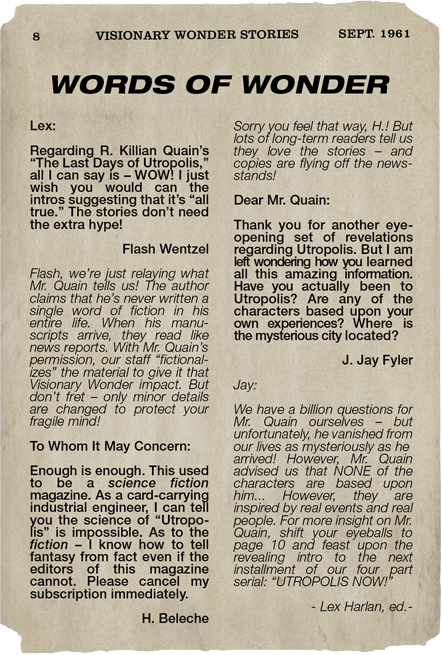 8 VISIONARY WONDER STORIES SEPT. 1961
WORDS OF WONDER
Lex:
Regarding R. Killian Quain's
"The Last Days of Utropolis,"
all I can say is – WOW! I just
wish you would can the
intros suggesting that it's "all
true." The stories don't need
the extra hype!
Flash Wentzel
Flash, we're just relaying what
Mr. Quain tells us! The author
claims that he's never written a
single word of fiction in his
entire life. When his manu-
scripts arrive, they read like
news reports. With Mr. Quain's
permission, our staff "fictional-
izes" the material to give it that
Visionary Wonder impact. But
don't fret – only minor details
are changed to protect your
fragile mind!
To Whom It May Concern:
Enough is enough. This used
to be a science fiction
magazine. As a card-carrying
industrial engineer, I can tell
you the science of "Utropo-
lis" is impossible. As to the
fiction – I know how to tell
fantasy from fact even if the
editors of this magazine
cannot. Please cancel my
subscription immediately.
H. Beleche
Sorry you feel that way, H.! But
lots of long-term readers tell us
they love the stories – and
copies are flying off the news-
stands!
Dear Mr. Quain:
Thank you for another eye-
opening set of revelations
regarding Utropolis. But I am
left wondering how you learned
all this amazing information.
Have you actually been to
Utropolis? Are any of the
characters based upon your
own experiences? Where is
the mysterious city located?
J. Jay Fyler
Jay:
We have a billion questions for
Mr. Quain ourselves – but
unfortunately, he vanished from
our lives as mysteriously as he
arrived! However, Mr. Quain
advised us that NONE of the
characters are based upon
him... However, they are
inspired by real events and real
people. For more insight on Mr.
Quain, shift your eyeballs to
page 10 and feast upon the
revealing intro to the next
installment of our four part
serial: "UTROPOLIS NOW!"
- Lex Harlan, ed.-